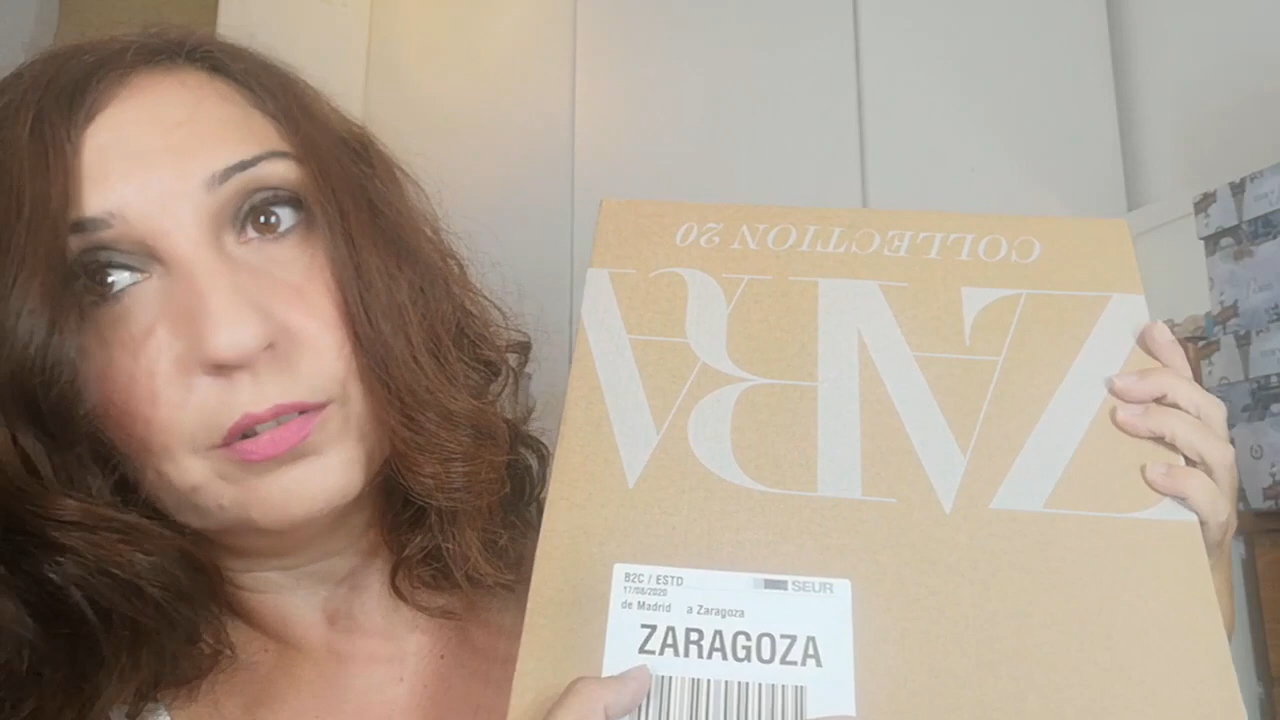 COLLECTION 20
ZARA
B2C / ESTD
SEUR
17/08/2020
de Madrid a Zaragoza
ZARAGOZA